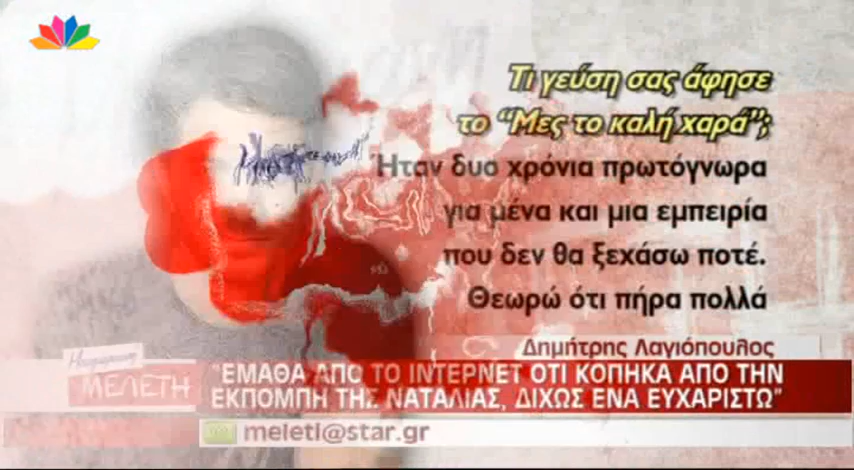 Τι γεύση σας άφησε
το "Μες το καλή χαρά";
Ήταν δυο χρόνια πρωτόγνωρα
για μένα και μια εμπειρία
που δεν θα ξεχάσω ποτέ.
Θεωρώ ότι πήρα πολλά
Δημήτρης Λαγιόπουλος
ΜΕΛΕΤΗ
"ΕΜΑΘΑ ΑΠΟ ΤΟ ΙΝΤΕΡΝΕΤ ΟΤΙ ΚΟΠΗΚΑ ΑΠΟ ΤΗΝ
ΕΚΠΟΜΠΗ ΤΗΣ ΝΑΤΑΛΙΑΣ, ΔΙΧΩΣ ΕΝΑ ΕΥΧΑΡΙΣΤΩ"
meleti@star.gr